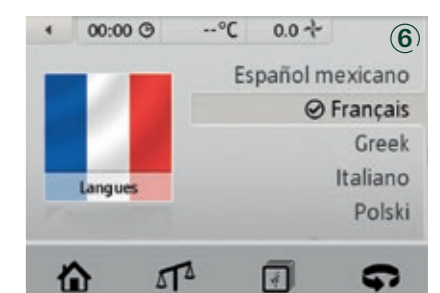 00:00 --°C 0.0
⑥
Español mexicano
Français
Greek
Italiano
Polski
Langues